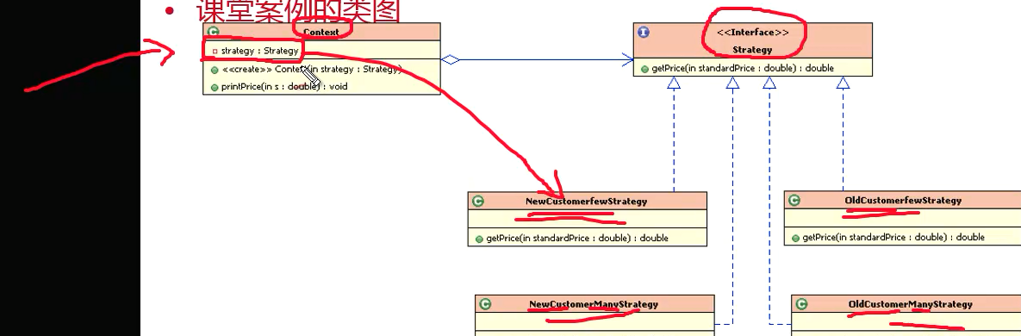 • 课堂案例的类图
Context
strategy : Strategy
<<create>> Context(in strategy : Strategy)
printPrice(in s : double) : void
<<Interface>>
Strategy
getPrice(in standardPrice : double) : double
NewCustomerfewStrategy
getPrice(in standardPrice : double) : double
OldCustomerfewStrategy
getPrice(in standardPrice : double) : double
NewCustomerManyStrategy
OldCustomerManyStrategy